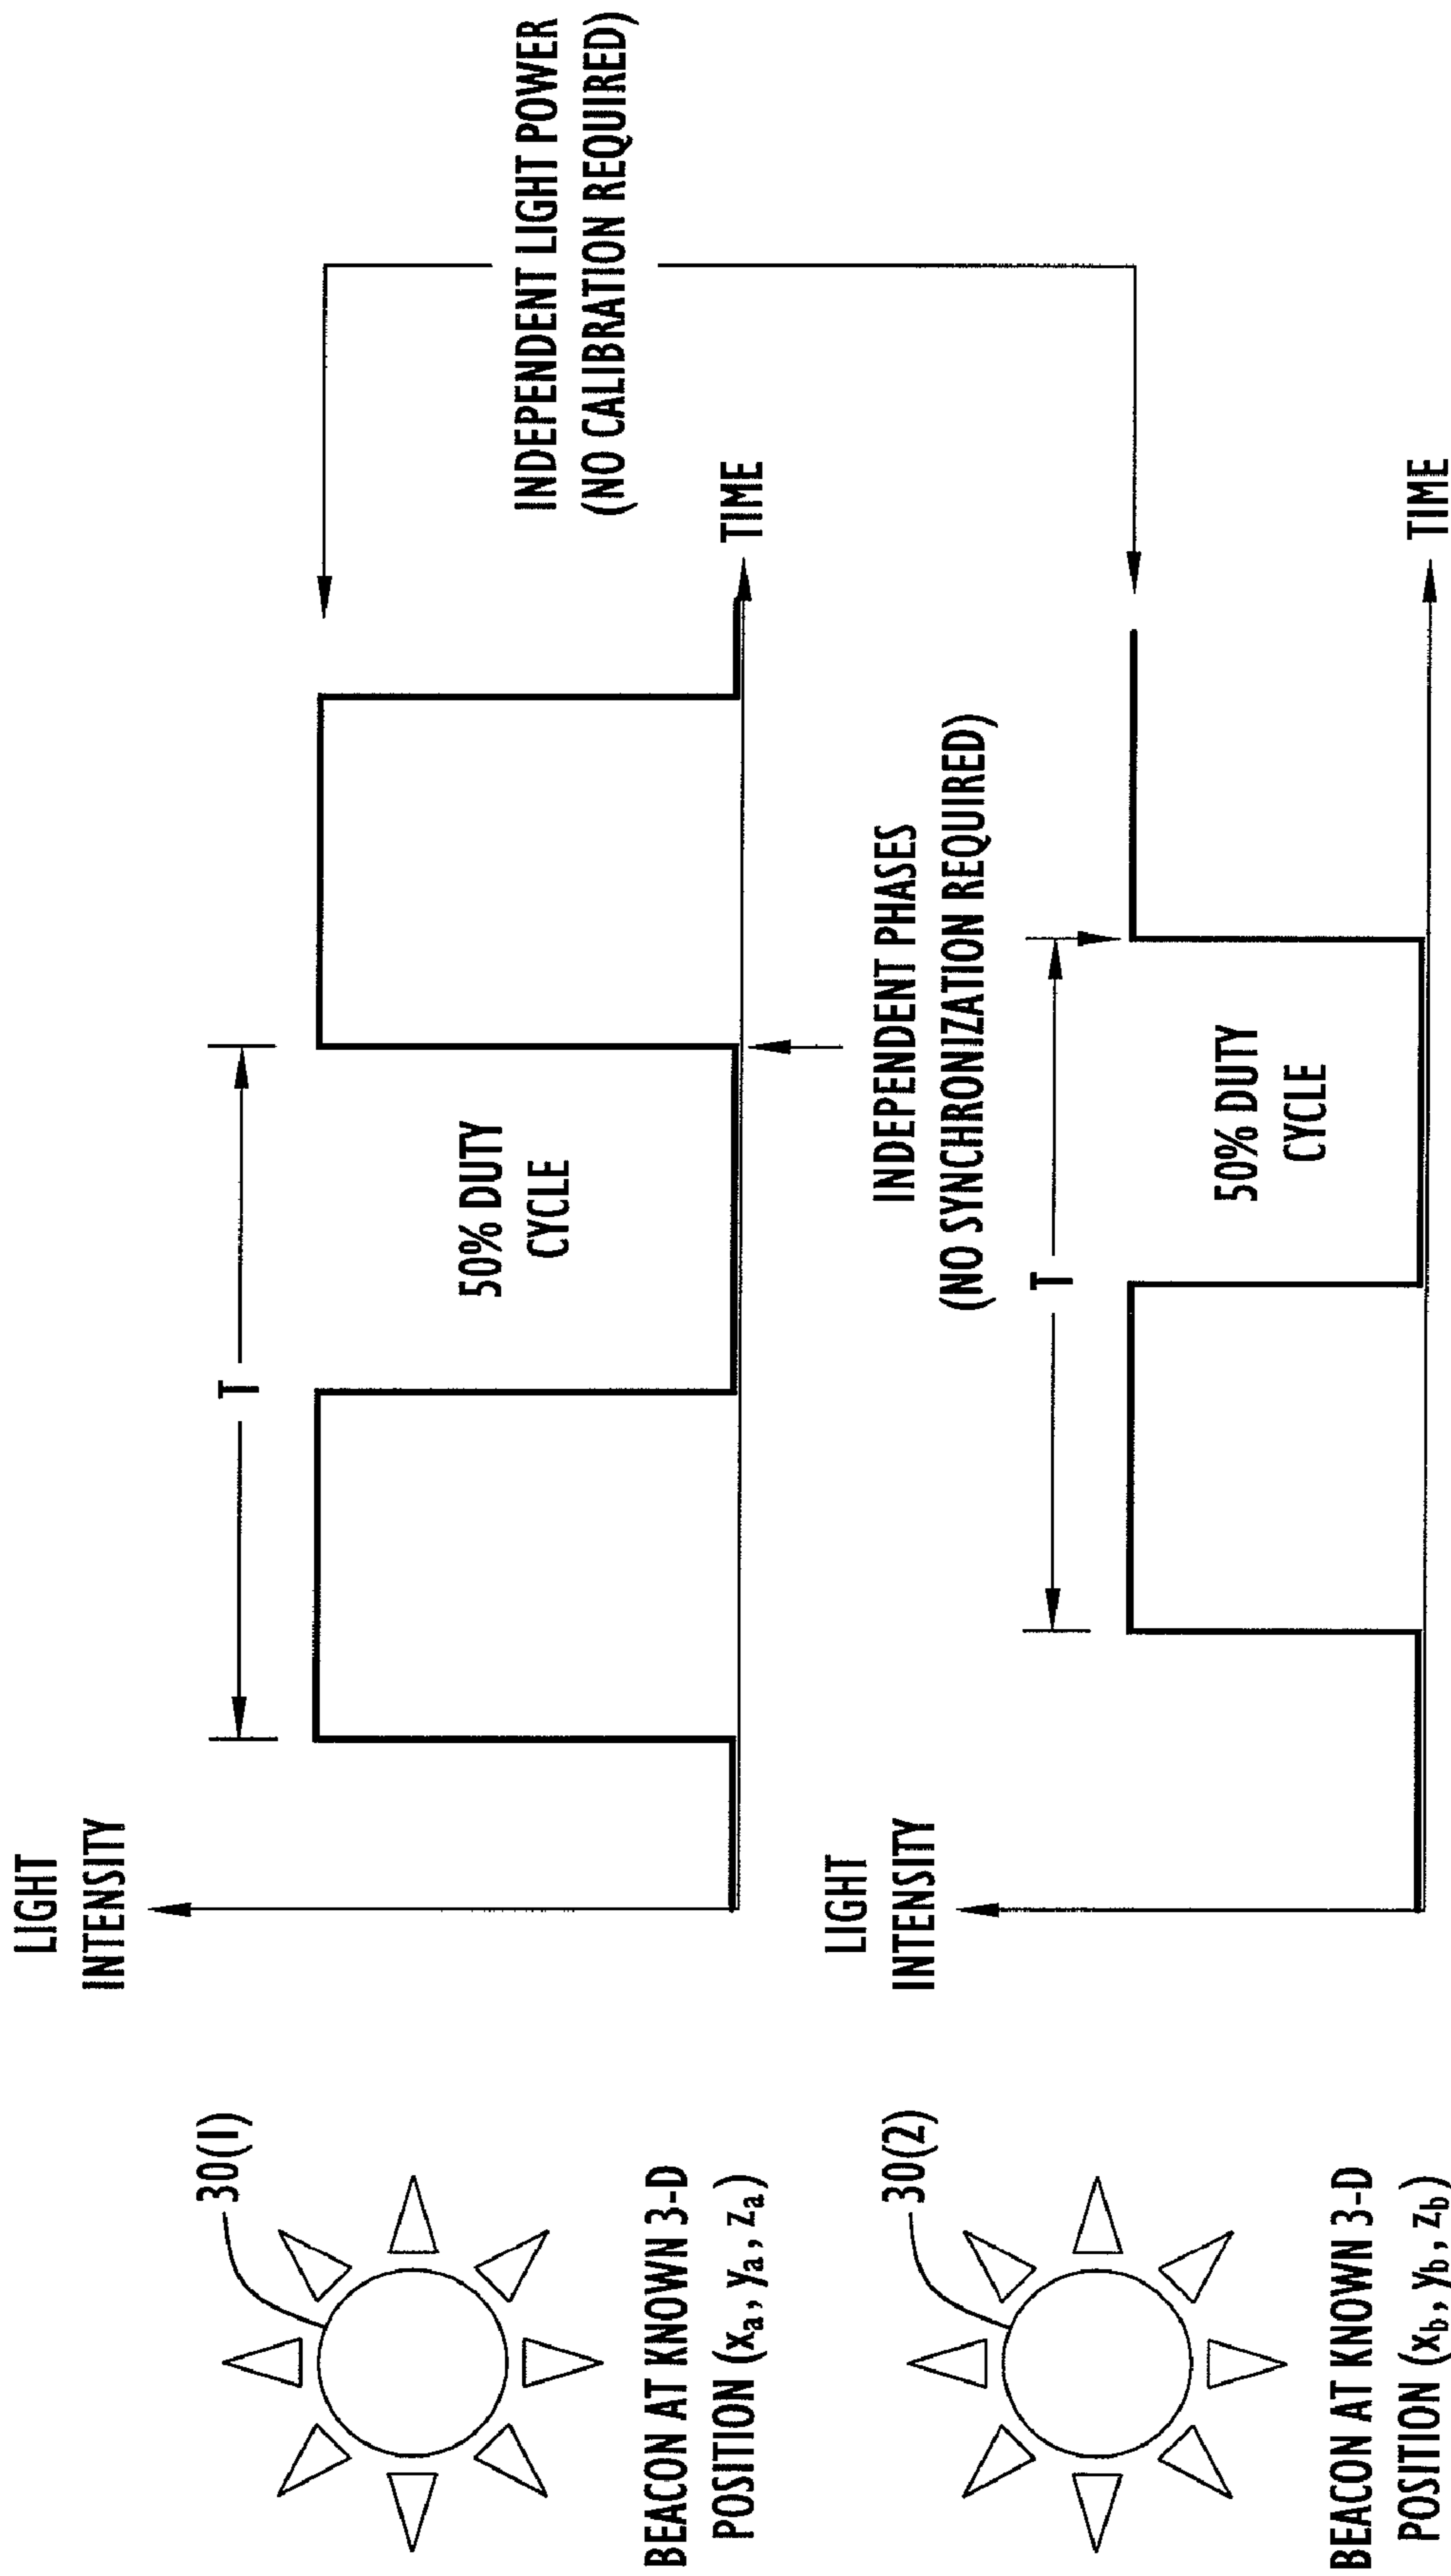 LIGHT
INTENSITY
30(1)
T
50% DUTY
CYCLE
INDEPENDENT LIGHT POWER
(NO CALIBRATION REQUIRED)
TIME
BEACON AT KNOWN 3-D
POSITION (xa, ya, za)
LIGHT
INTENSITY
INDEPENDENT PHASES
(NO SYNCHRONIZATION REQUIRED)
30(2)
T
50% DUTY
CYCLE
TIME
BEACON AT KNOWN 3-D
POSITION (xb, yb, zb)